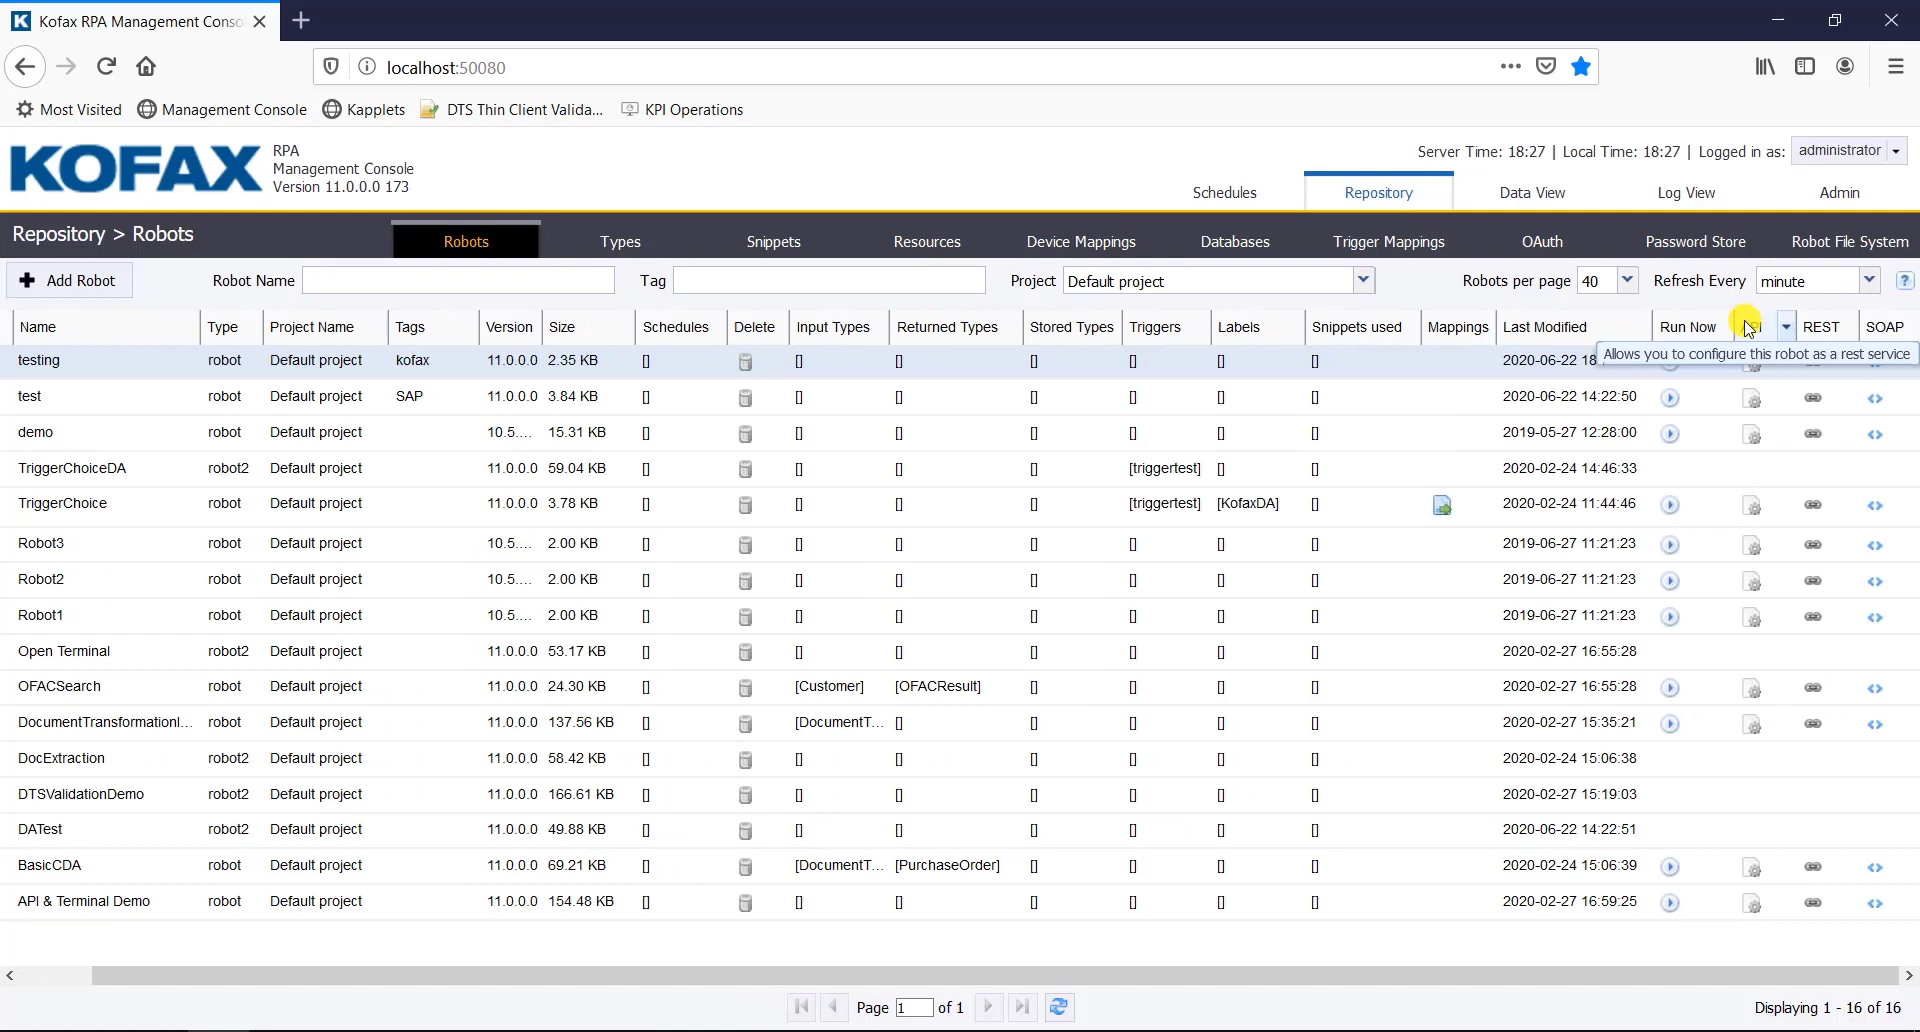 Kofax RPA Management Conso
localhost:50080
Most Visited Management Console Kapplets DTS Thin Client Valida... KPI Operations
KOFAX
RPA
Management Console
Version 11.0.0.0 173
Server Time: 18:27 | Local Time: 18:27 | Logged in as: administrator
Schedules Repository Data View Log View Admin
Repository > Robots
Robots Types Snippets Resources Device Mappings Databases Trigger Mappings OAuth Password Store Robot File System
Add Robot Robot Name Tag Project Default project Robots per page 40 Refresh Every minute ?
Name Type Project Name Tags Version Size Schedules Delete Input Types Returned Types Stored Types Triggers Labels Snippets used Mappings Last Modified Run Now REST SOAP
Allows you to configure this robot as a rest service
testing robot Default project kofax 11.0.0.0 2.35 KB [] [] [] [] [] [] [] 2020-06-22 18
test robot Default project SAP 11.0.0.0 3.84 KB [] [] [] [] [] [] [] 2020-06-22 14:22:50
demo robot Default project 10.5.... 15.31 KB [] [] [] [] [] [] [] 2019-05-27 12:28:00
TriggerChoiceDA robot2 Default project 11.0.0.0 59.04 KB [] [] [] [] [triggertest] [] [] 2020-02-24 14:46:33
TriggerChoice robot Default project 11.0.0.0 3.78 KB [] [] [] [] [triggertest] [KofaxDA] [] 2020-02-24 11:44:46
Robot3 robot Default project 10.5.... 2.00 KB [] [] [] [] [] [] [] 2019-06-27 11:21:23
Robot2 robot Default project 10.5.... 2.00 KB [] [] [] [] [] [] [] 2019-06-27 11:21:23
Robot1 robot Default project 10.5.... 2.00 KB [] [] [] [] [] [] [] 2019-06-27 11:21:23
Open Terminal robot2 Default project 11.0.0.0 53.17 KB [] [] [] [] [] [] [] 2020-02-27 16:55:28
OFACSearch robot Default project 11.0.0.0 24.30 KB [] [Customer] [OFACResult] [] [] [] [] 2020-02-27 16:55:28
DocumentTransformationI... robot Default project 11.0.0.0 137.56 KB [] [DocumentT... [] [] [] [] [] 2020-02-27 15:35:21
DocExtraction robot2 Default project 11.0.0.0 58.42 KB [] [] [] [] [] [] [] 2020-02-24 15:06:38
DTSValidationDemo robot2 Default project 11.0.0.0 166.61 KB [] [] [] [] [] [] [] 2020-02-27 15:19:03
DATest robot2 Default project 11.0.0.0 49.88 KB [] [] [] [] [] [] [] 2020-06-22 14:22:51
BasicCDA robot Default project 11.0.0.0 69.21 KB [] [DocumentT... [PurchaseOrder] [] [] [] [] 2020-02-24 15:06:39
API & Terminal Demo robot Default project 11.0.0.0 154.48 KB [] [] [] [] [] [] [] 2020-02-27 16:59:25
Page 1 of 1
Displaying 1 - 16 of 16